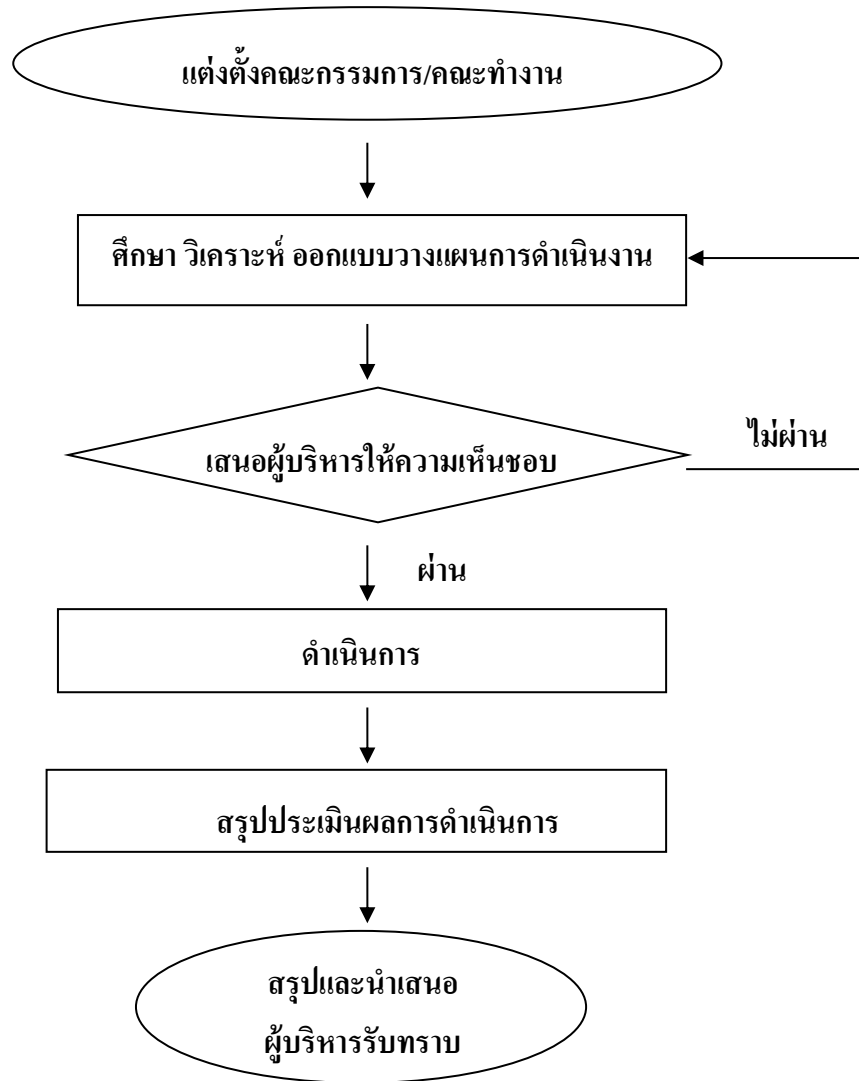 แต่งตั้งคณะกรรมการ/คณะทำงาน
ศึกษา วิเคราะห์ ออกแบบวางแผนการดำเนินงาน
เสนอผู้บริหารให้ความเห็นชอบ
ไม่ผ่าน
ผ่าน
ดำเนินการ
สรุปประเมินผลการดำเนินการ
สรุปและนำเสนอ
ผู้บริหารรับทราบ